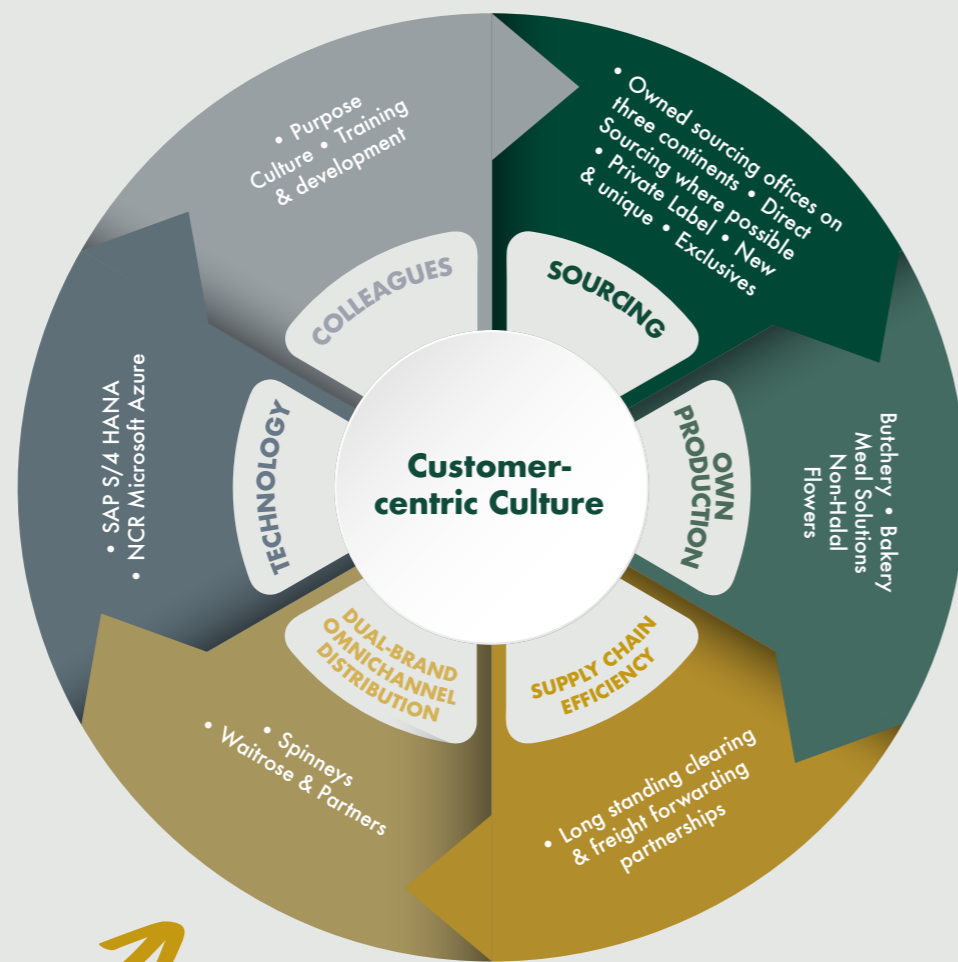 Customer-
centric Culture
SOURCING
• Owned sourcing offices on
three continents • Direct
Sourcing where possible
• Private Label • New
& unique • Exclusives
OWN
PRODUCTION
Butchery • Bakery
Meal Solutions
Non-Halal
Flowers
SUPPLY CHAIN
EFFICIENCY
• Long standing clearing
& freight forwarding
partnerships
DUAL-BRAND
OMNICHANNEL
DISTRIBUTION
• Spinneys
• Waitrose & Partners
TECHNOLOGY
• SAP S/4 HANA
• NCR Microsoft Azure
COLLEAGUES
• Purpose
Culture • Training
& development